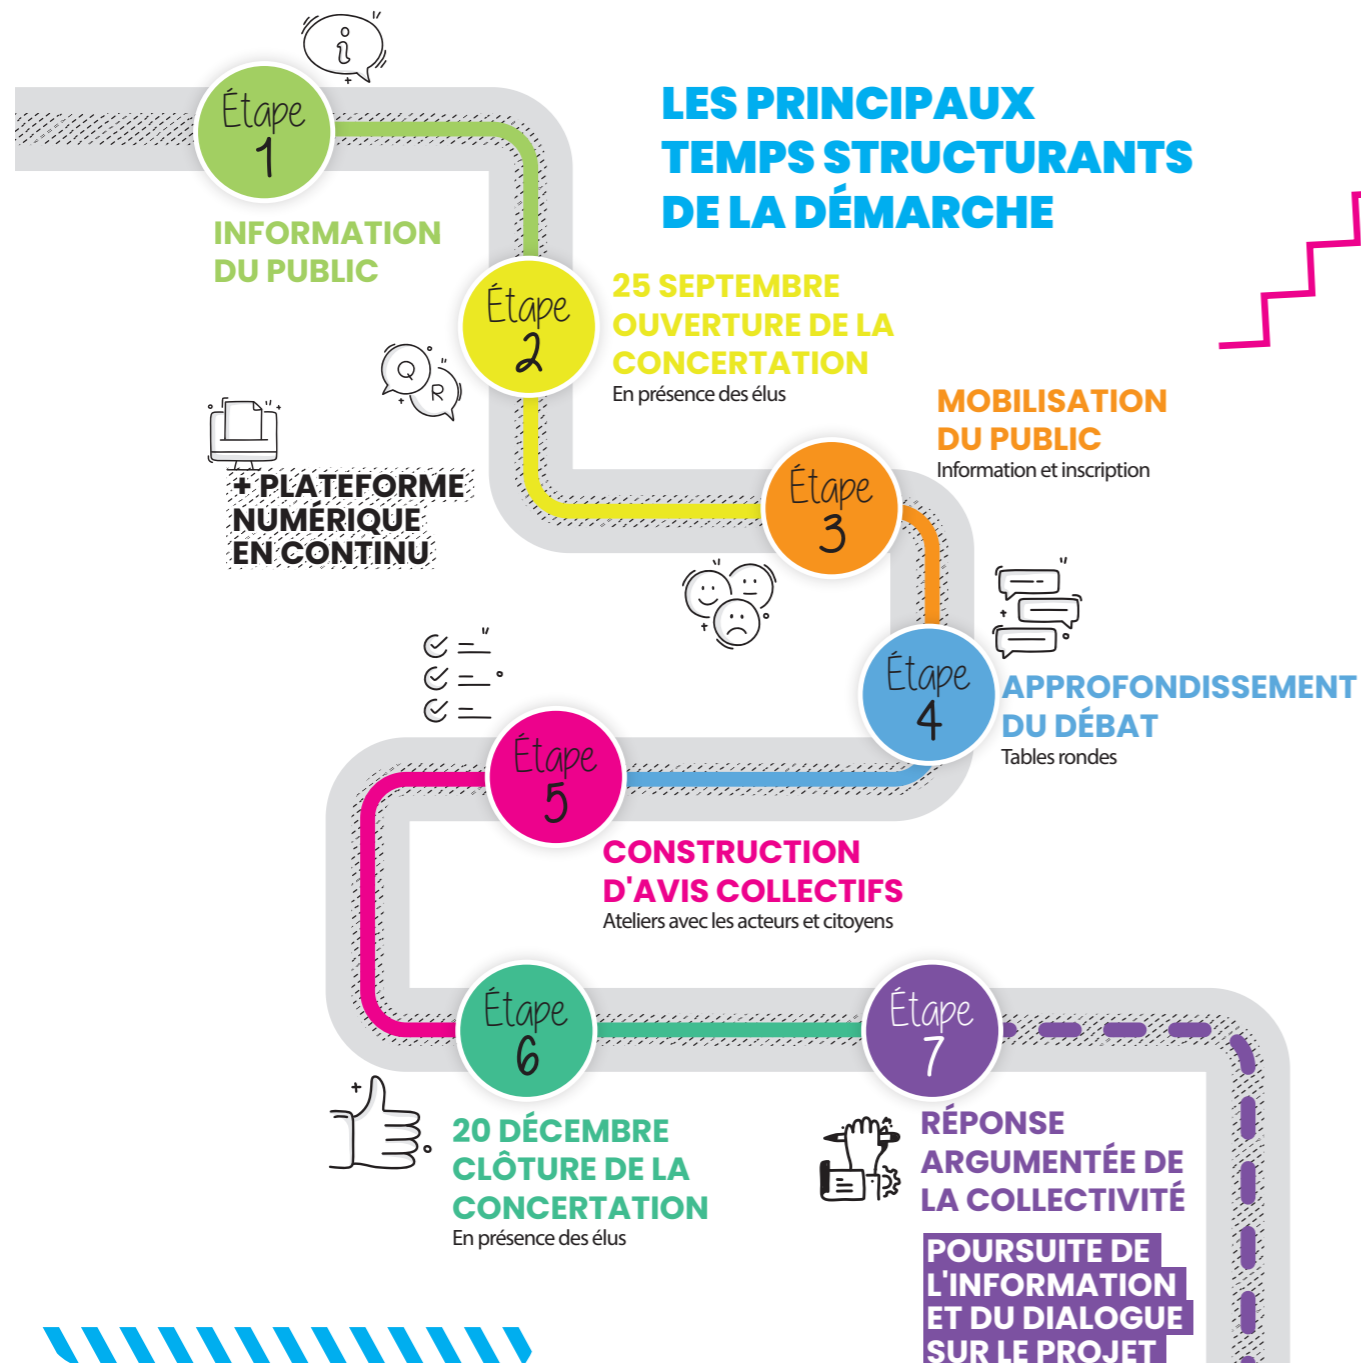 LES PRINCIPAUX
TEMPS STRUCTURANTS
DE LA DÉMARCHE
i
Étape
1
INFORMATION
DU PUBLIC
Étape
2
25 SEPTEMBRE
OUVERTURE DE LA
CONCERTATION
En présence des élus
Q
R
+ PLATEFORME
NUMÉRIQUE
EN CONTINU
Étape
3
MOBILISATION
DU PUBLIC
Information et inscription
Étape
4
APPROFONDISSEMENT
DU DÉBAT
Tables rondes
Étape
5
CONSTRUCTION
D'AVIS COLLECTIFS
Ateliers avec les acteurs et citoyens
Étape
6
20 DÉCEMBRE
CLÔTURE DE LA
CONCERTATION
En présence des élus
Étape
7
RÉPONSE
ARGUMENTÉE DE
LA COLLECTIVITÉ
POURSUITE DE
L'INFORMATION
ET DU DIALOGUE
SUR LE PROJET